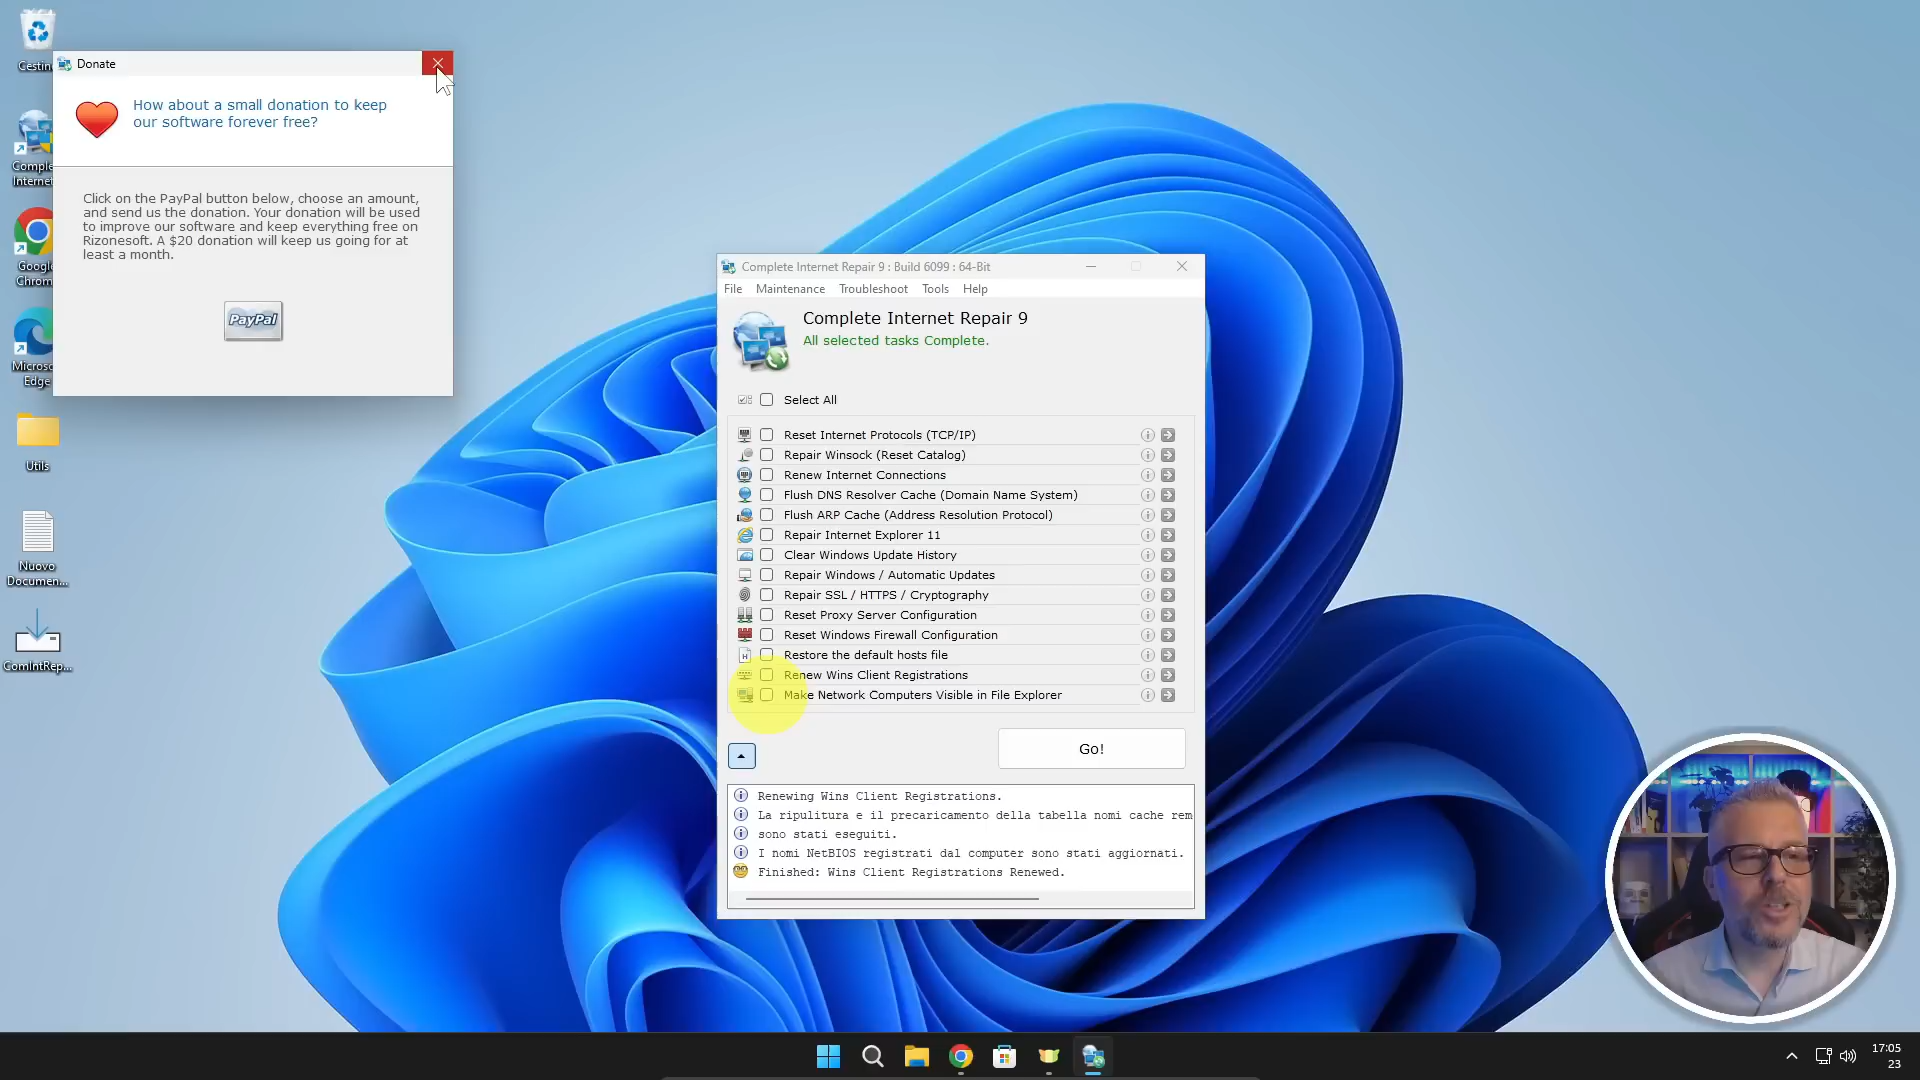 Cestin
Donate
How about a small donation to keep
our software forever free?
Click on the PayPal button below, choose an amount,
and send us the donation. Your donation will be used
to improve our software and keep everything free on
Rizonesoft. A $20 donation will keep us going for at
least a month.
PayPal
Comple
Internet
Google
Chrom
Microso
Edge
Utils
Nuovo
Documen...
ComIntRep...
Complete Internet Repair 9 : Build 6099 : 64-Bit
File Maintenance Troubleshoot Tools Help
Complete Internet Repair 9
All selected tasks Complete.
Select All
Reset Internet Protocols (TCP/IP)
Repair Winsock (Reset Catalog)
Renew Internet Connections
Flush DNS Resolver Cache (Domain Name System)
Flush ARP Cache (Address Resolution Protocol)
Repair Internet Explorer 11
Clear Windows Update History
Repair Windows / Automatic Updates
Repair SSL / HTTPS / Cryptography
Reset Proxy Server Configuration
Reset Windows Firewall Configuration
Restore the default hosts file
Renew Wins Client Registrations
Make Network Computers Visible in File Explorer
Go!
Renewing Wins Client Registrations.
La ripulitura e il precaricamento della tabella nomi cache rem
sono stati eseguiti.
I nomi NetBIOS registrati dal computer sono stati aggiornati.
Finished: Wins Client Registrations Renewed.
17:05
23